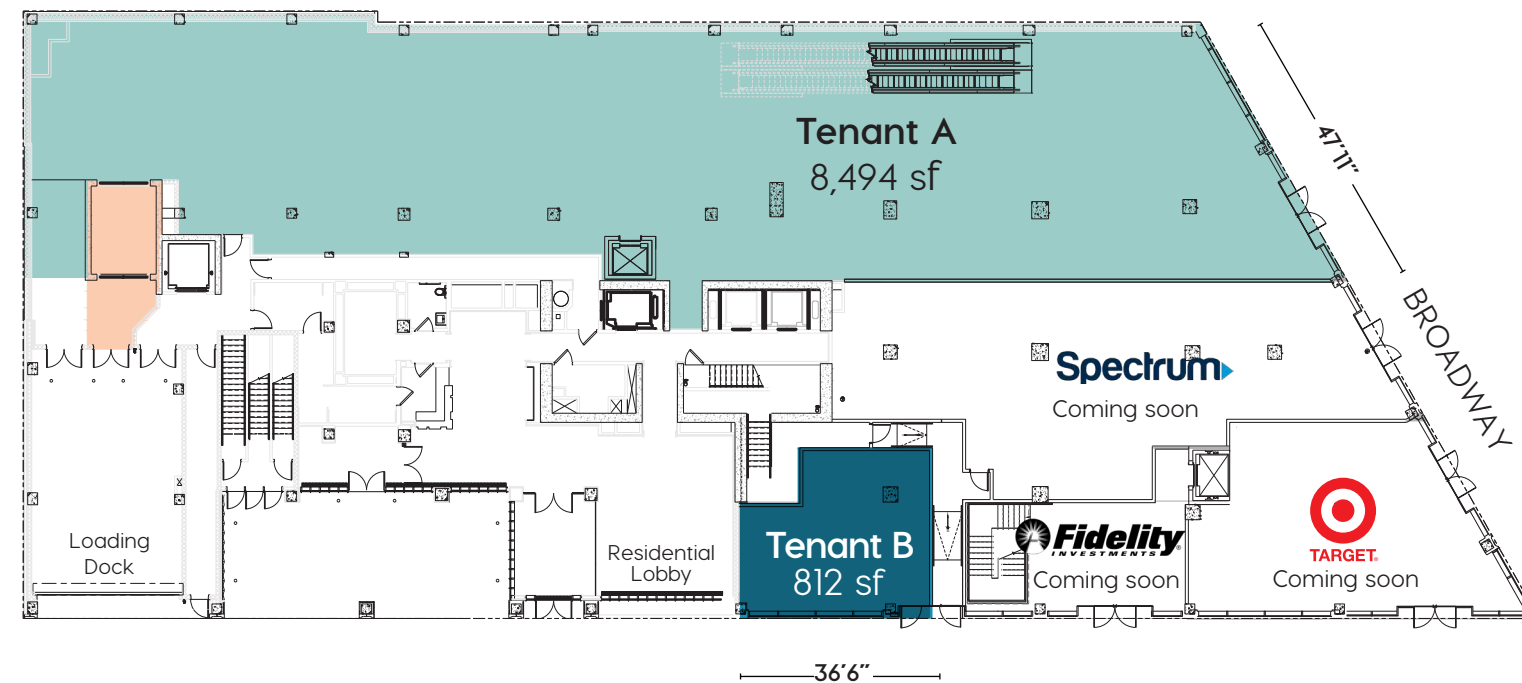 Tenant A
8,494 sf
47'11"
BROADWAY
Spectrum
Coming soon
Loading
Dock
Residential
Lobby
Tenant B
812 sf
Fidelity
INVESTMENTS
Coming soon
TARGET
Coming soon
36'6"